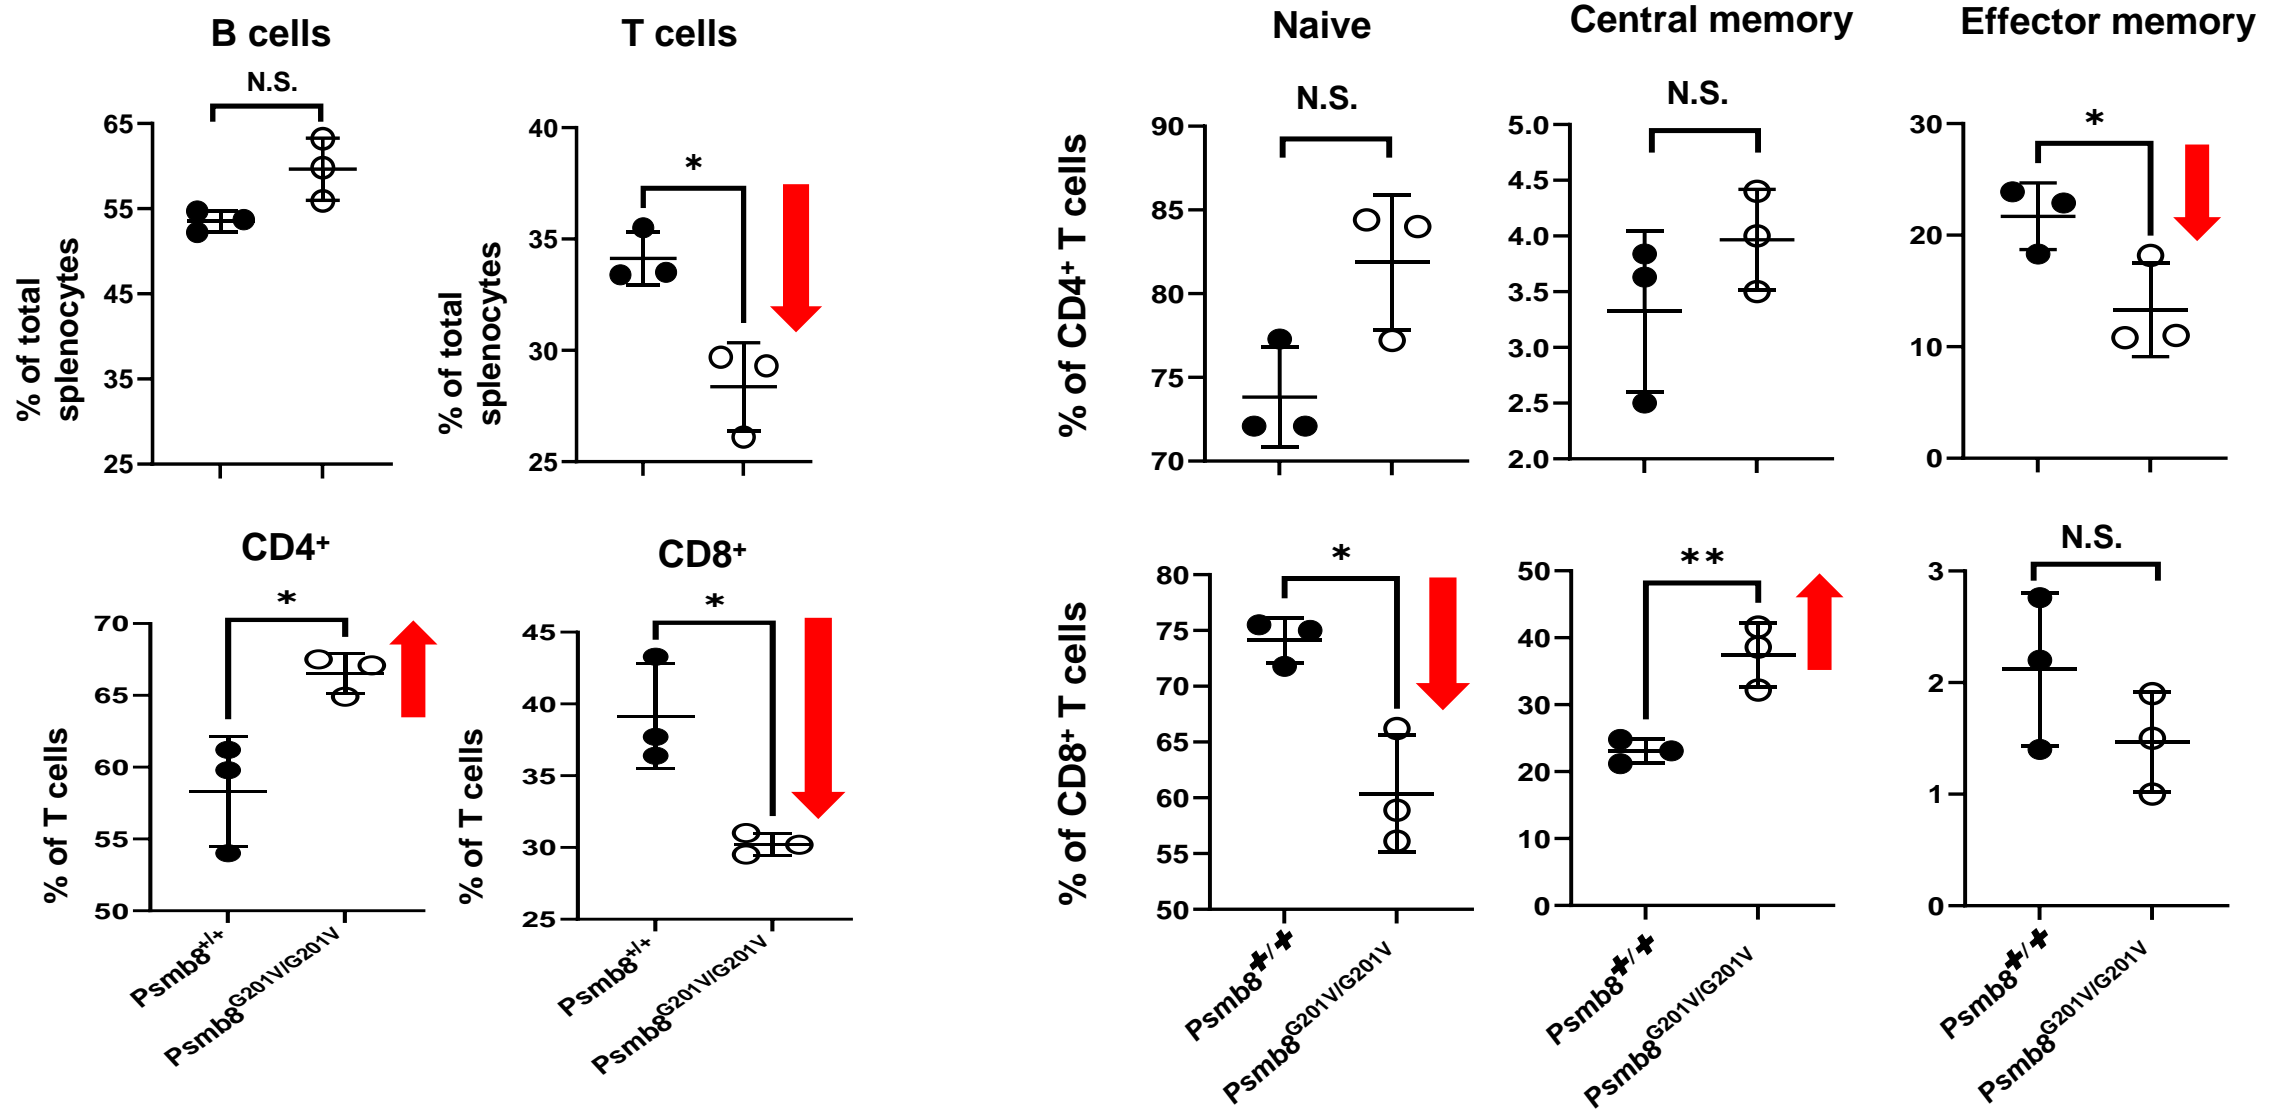 B cells
N.S.
% of total
splenocytes
65
55
45
35
25
T cells
*
% of total
splenocytes
40
35
30
25
Naive
N.S.
% of CD4+ T cells
90
85
80
75
70
Central memory
N.S.
5.0
4.5
4.0
3.5
3.0
2.5
2.0
Effector memory
*
30
20
10
0
CD4+
*
% of T cells
70
65
60
55
50
Psmb8+/+
Psmb8G201V/G201V
CD8+
*
% of T cells
45
40
35
30
25
Psmb8+/+
Psmb8G201V/G201V
*
% of CD8+ T cells
80
75
70
65
60
55
50
Psmb8+/+
Psmb8G201V/G201V
**
50
40
30
20
10
0
Psmb8+/+
Psmb8G201V/G201V
N.S.
3
2
1
0
Psmb8+/+
Psmb8G201V/G201V